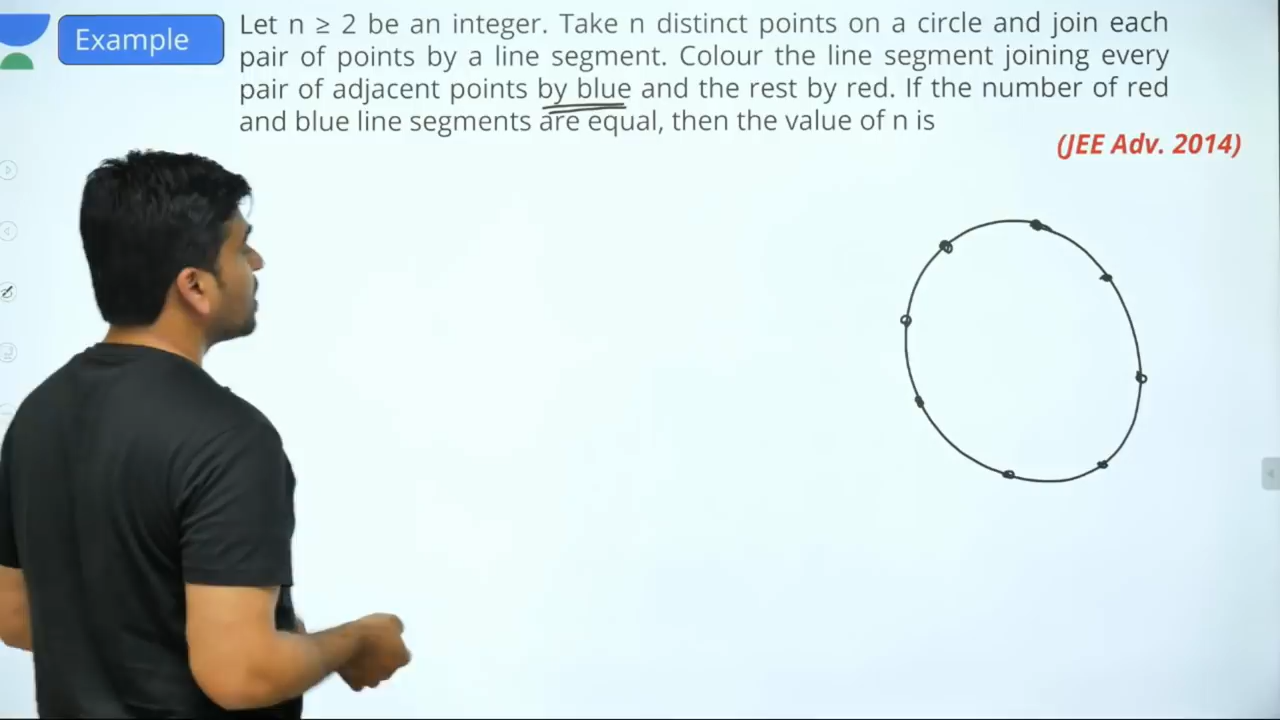 Example
Let n ≥ 2 be an integer. Take n distinct points on a circle and join each
pair of points by a line segment. Colour the line segment joining every
pair of adjacent points by blue and the rest by red. If the number of red
and blue line segments are equal, then the value of n is
(JEE Adv. 2014)